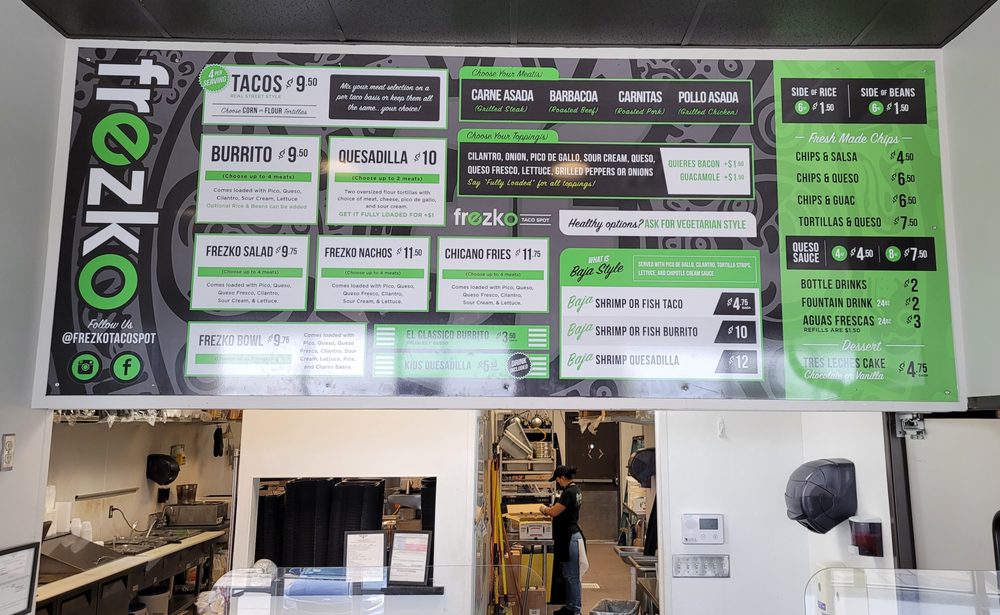 frezko
Follow Us
@FREZKOTACOSPOT
4 PER
SERVING
TACOS $9.50
REAL STREET STYLE
Choose CORN or FLOUR Tortillas
Mix your meat selection on a
per taco basis or keep them all
the same...your choice!
BURRITO $9.50
(Choose up to 4 meats)
Comes loaded with Pico, Queso,
Cilantro, Sour Cream, Lettuce
Optional Rice & Beans can be added
QUESADILLA $10
(Choose up to 2 meats)
Two oversized flour tortillas with
choice of meat, cheese, pico de gallo,
and sour cream.
GET IT FULLY LOADED FOR +$1
FREZKO SALAD $9.75
(Choose up to 4 meats)
Comes loaded with Pico, Queso,
Queso Fresco, Cilantro,
Sour Cream, & Lettuce.
FREZKO NACHOS $11.50
(Choose up to 4 meats)
Comes loaded with Pico, Queso,
Queso Fresco, Cilantro,
Sour Cream, & Lettuce.
CHICANO FRIES $11.75
(Choose up to 4 meats)
Comes loaded with Pico, Queso,
Queso Fresco, Cilantro,
Sour Cream, & Lettuce.
FREZKO BOWL $9.75
Comes loaded with
Pico, Queso, Queso
Fresco, Cilantro, Sour
Cream, Lettuce, Rice,
and Charro Beans
EL CLASSICO BURRITO $3.50
KIDS QUESADILLA $6.50
DRINK
INCLUDED
Choose Your Meat/s
CARNE ASADA
(Grilled Steak)
BARBACOA
(Roasted Beef)
CARNITAS
(Roasted Pork)
POLLO ASADA
(Grilled Chicken)
Choose Your Topping/s
CILANTRO, ONION, PICO DE GALLO, SOUR CREAM, QUESO,
QUESO FRESCO, LETTUCE, GRILLED PEPPERS OR ONIONS
Say "Fully Loaded" for all toppings!
QUIERES BACON +$1.50
GUACAMOLE +$1.50
frezko TACO SPOT
Healthy options? ASK FOR VEGETARIAN STYLE
WHAT IS
Baja Style
SERVED WITH PICO DE GALLO, CILANTRO, TORTILLA STRIPS,
LETTUCE, AND CHIPOTLE CREAM SAUCE
Baja SHRIMP OR FISH TACO $4.75
EACH
Baja SHRIMP OR FISH BURRITO $10
Baja SHRIMP QUESADILLA $12
SIDE OF RICE
6oz $1.50
SIDE OF BEANS
6oz $1.50
Fresh Made Chips
CHIPS & SALSA $4.50
CHIPS & QUESO $6.50
CHIPS & GUAC $6.50
TORTILLAS & QUESO $7.50
QUESO
SAUCE
4oz $4.50
8oz $7.50
BOTTLE DRINKS $2
FOUNTAIN DRINK 24oz $2
AGUAS FRESCAS 24oz $3
REFILLS ARE $1.50
Dessert
TRES LECHES CAKE
Chocolate or Vanilla
$4.75
EACH